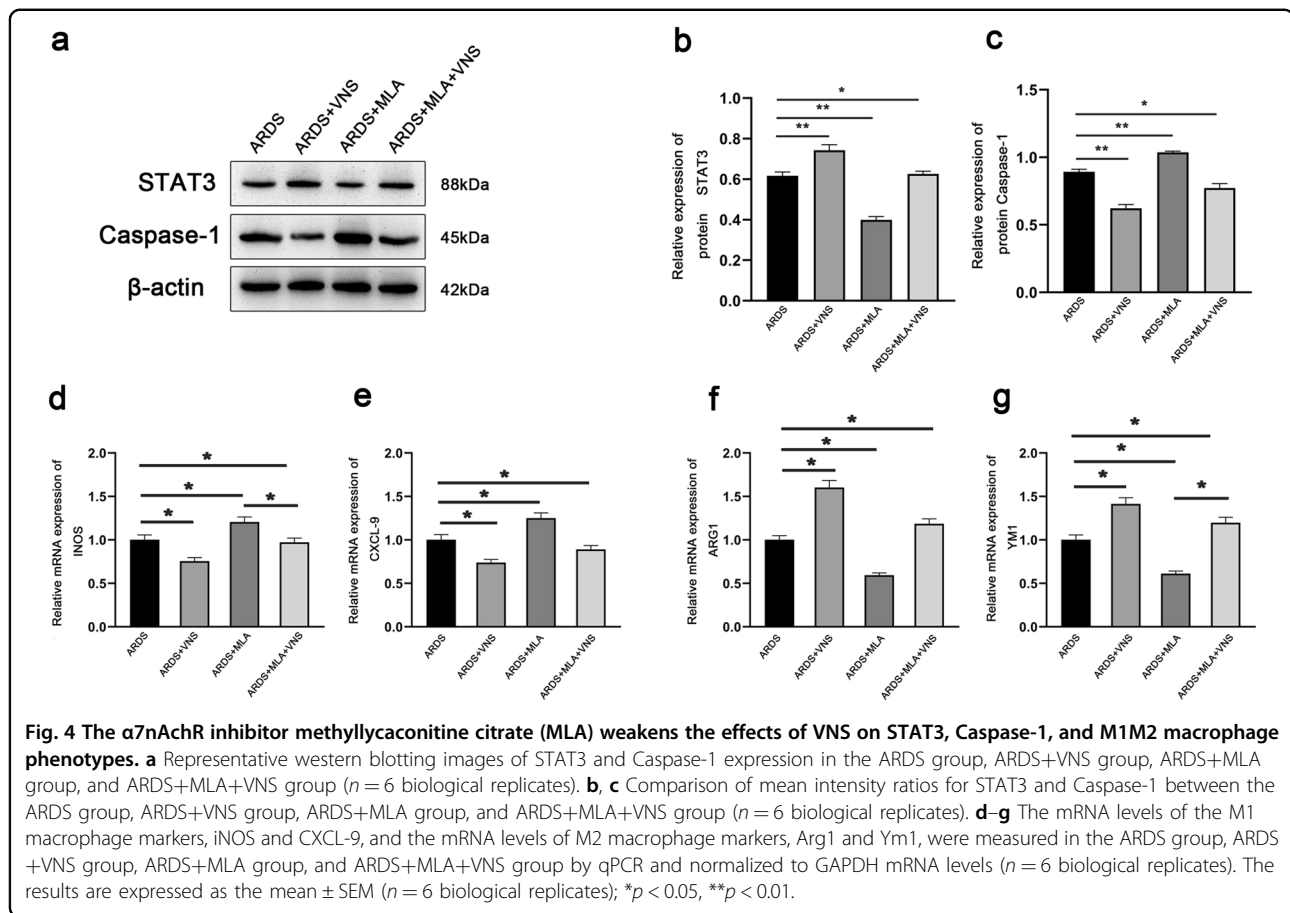 a
ARDS
ARDS+VNS
ARDS+MLA
ARDS+MLA+VNS
STAT3
88kDa
Caspase-1
45kDa
β-actin
42kDa
b
Relative expression of
protein STAT3
1.0
0.8
0.6
0.4
0.2
0.0
*
**
**
ARDS
ARDS+VNS
ARDS+MLA
ARDS+MLA+VNS
c
Relative expression of
protein Caspase-1
1.5
1.0
0.5
0.0
*
**
**
ARDS
ARDS+VNS
ARDS+MLA
ARDS+MLA+VNS
d
Relative mRNA expression of
INOS
2.0
1.5
1.0
0.5
0.0
*
*
*
*
ARDS
ARDS+VNS
ARDS+MLA
ARDS+MLA+VNS
e
Relative mRNA expression of
CXCL-9
2.0
1.5
1.0
0.5
0.0
*
*
*
ARDS
ARDS+VNS
ARDS+MLA
ARDS+MLA+VNS
f
Relative mRNA expression of
ARG1
2.0
1.5
1.0
0.5
0.0
*
*
*
ARDS
ARDS+VNS
ARDS+MLA
ARDS+MLA+VNS
g
Relative mRNA expression of
YM1
2.0
1.5
1.0
0.5
0.0
*
*
*
*
ARDS
ARDS+VNS
ARDS+MLA
ARDS+MLA+VNS
Fig. 4 The α7nAchR inhibitor methyllycaconitine citrate (MLA) weakens the effects of VNS on STAT3, Caspase-1, and M1M2 macrophage
phenotypes. a Representative western blotting images of STAT3 and Caspase-1 expression in the ARDS group, ARDS+VNS group, ARDS+MLA
group, and ARDS+MLA+VNS group (n = 6 biological replicates). b, c Comparison of mean intensity ratios for STAT3 and Caspase-1 between the
ARDS group, ARDS+VNS group, ARDS+MLA group, and ARDS+MLA+VNS group (n = 6 biological replicates). d–g The mRNA levels of the M1
macrophage markers, iNOS and CXCL-9, and the mRNA levels of M2 macrophage markers, Arg1 and Ym1, were measured in the ARDS group, ARDS
+VNS group, ARDS+MLA group, and ARDS+MLA+VNS group by qPCR and normalized to GAPDH mRNA levels (n = 6 biological replicates). The
results are expressed as the mean ± SEM (n = 6 biological replicates); *p < 0.05, **p < 0.01.